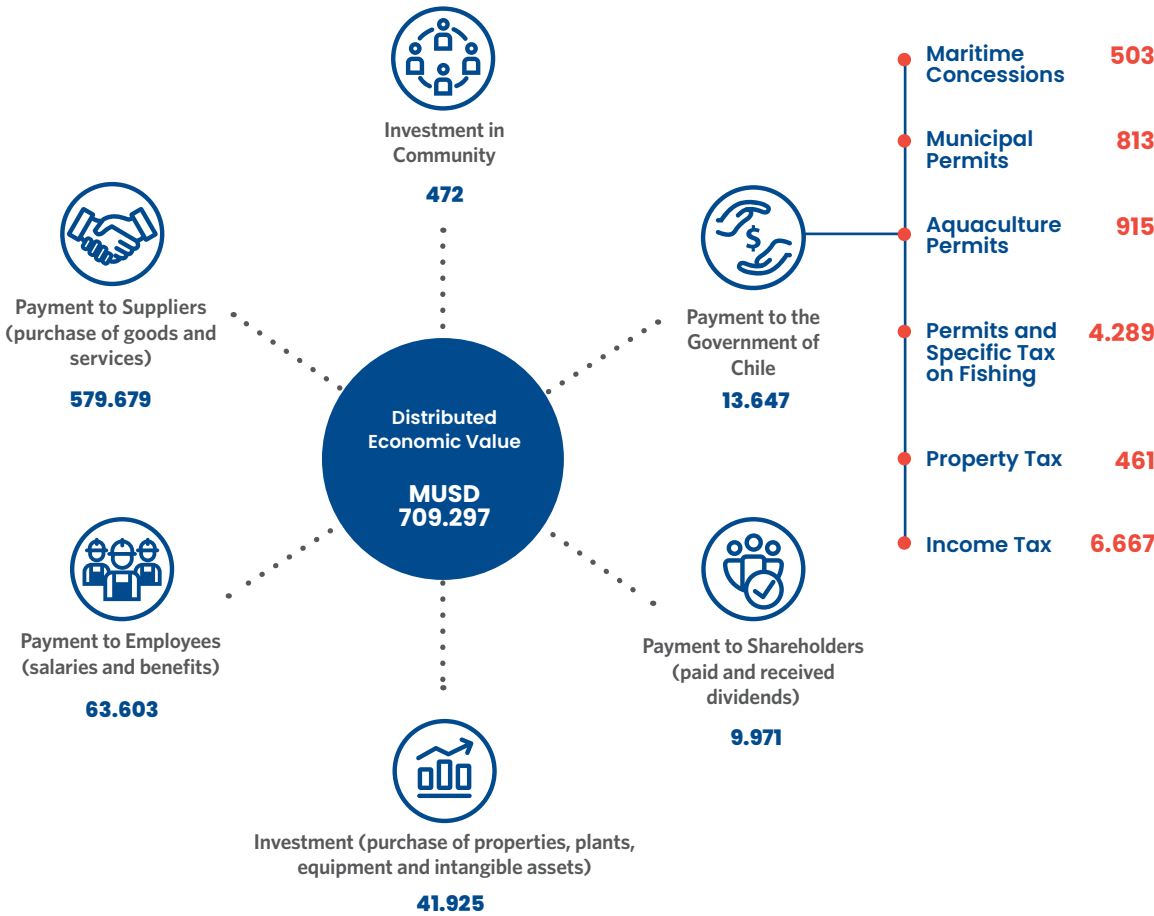 Investment in
Community
472
Payment to Suppliers
(purchase of goods and
services)
579.679
Payment to the
Government of
Chile
13.647
$
Maritime
Concessions
503
Municipal
Permits
813
Aquaculture
Permits
915
Permits and
Specific Tax
on Fishing
4.289
Property Tax
461
Income Tax
6.667
Distributed
Economic Value
MUSD
709.297
Payment to Employees
(salaries and benefits)
63.603
Payment to Shareholders
(paid and received
dividends)
9.971
Investment (purchase of properties, plants,
equipment and intangible assets)
41.925